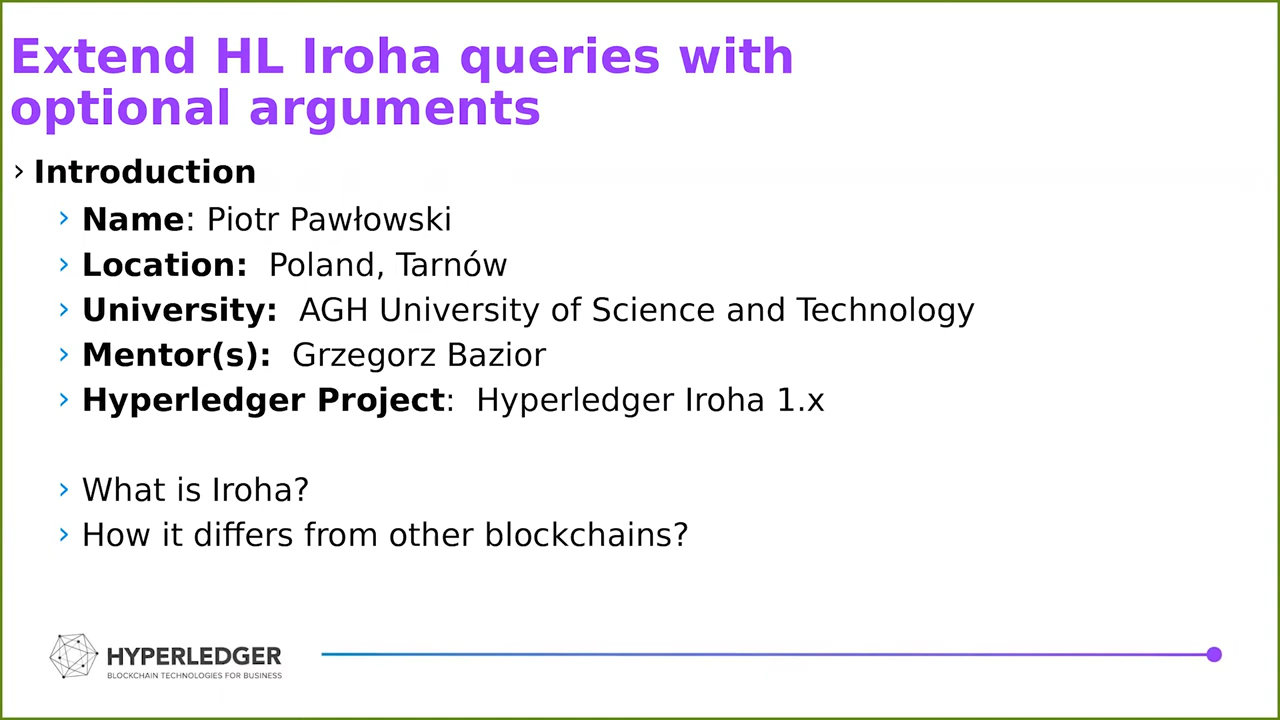 Extend HL Iroha queries with
optional arguments
› Introduction
› Name: Piotr Pawłowski
› Location: Poland, Tarnów
› University: AGH University of Science and Technology
› Mentor(s): Grzegorz Bazior
› Hyperledger Project: Hyperledger Iroha 1.x
› What is Iroha?
› How it differs from other blockchains?
HYPERLEDGER
BLOCKCHAIN TECHNOLOGIES FOR BUSINESS